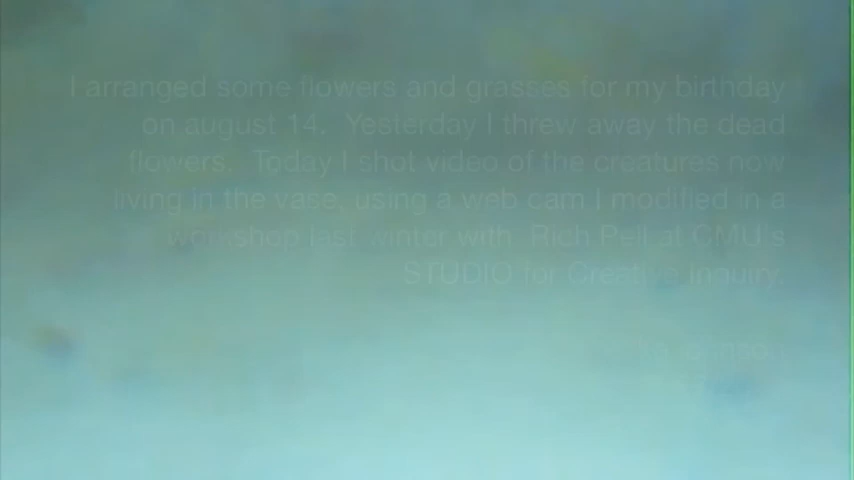 I arranged some flowers and grasses for my birthday
on august 14. Yesterday I threw away the dead
flowers. Today I shot video of the creatures now
living in the vase, using a web cam I modified in a
workshop last winter with Rich Pell at CMU's
STUDIO for Creative Inquiry.